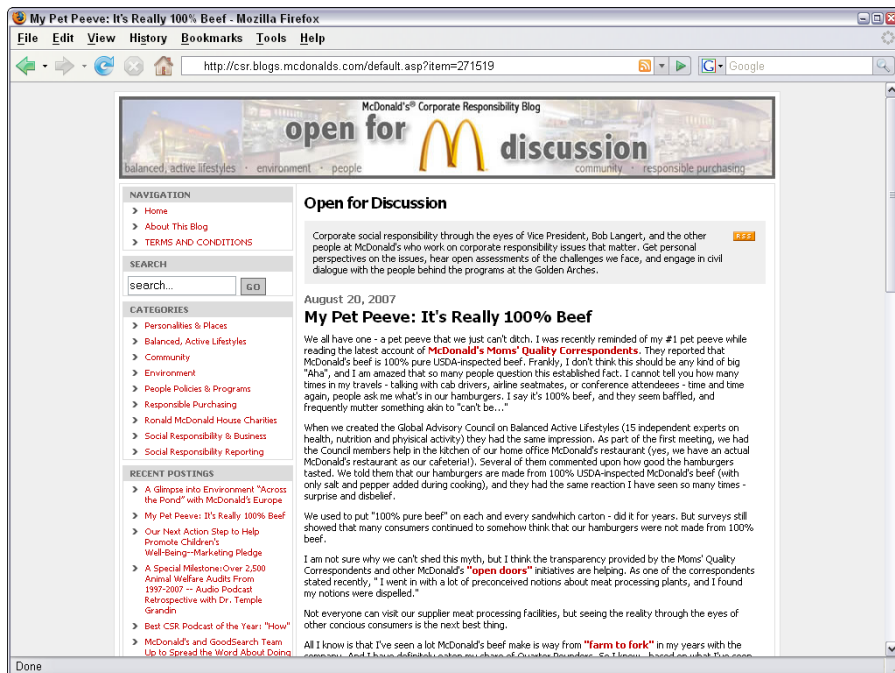 My Pet Peeve: It's Really 100% Beef - Mozilla Firefox
File Edit View History Bookmarks Tools Help
http://csr.blogs.mcdonalds.com/default.asp?item=271519
G Google
McDonald's® Corporate Responsibility Blog
open for discussion
balanced, active lifestyles · environment · people
community · responsible purchasing
NAVIGATION
Home
About This Blog
TERMS AND CONDITIONS
SEARCH
search...
GO
CATEGORIES
Personalities & Places
Balanced, Active Lifestyles
Community
Environment
People Policies & Programs
Responsible Purchasing
Ronald McDonald House Charities
Social Responsibility & Business
Social Responsibility Reporting
RECENT POSTINGS
A Glimpse into Environment "Across
the Pond" with McDonald's Europe
My Pet Peeve: It's Really 100% Beef
Our Next Action Step to Help
Promote Children's
Well-Being--Marketing Pledge
A Special Milestone:Over 2,500
Animal Welfare Audits From
1997-2007 -- Audio Podcast
Retrospective with Dr. Temple
Grandin
Best CSR Podcast of the Year: "How"
McDonald's and GoodSearch Team
Up to Spread the Word About Doing
Open for Discussion
Corporate social responsibility through the eyes of Vice President, Bob Langert, and the other
people at McDonald's who work on corporate responsibility issues that matter. Get personal
perspectives on the issues, hear open assessments of the challenges we face, and engage in civil
dialogue with the people behind the programs at the Golden Arches.
RSS
August 20, 2007
My Pet Peeve: It's Really 100% Beef
We all have one - a pet peeve that we just can't ditch. I was recently reminded of my #1 pet peeve while
reading the latest account of McDonald's Moms' Quality Correspondents. They reported that
McDonald's beef is 100% pure USDA-inspected beef. Frankly, I don't think this should be any kind of big
"Aha", and I am amazed that so many people question this established fact. I cannot tell you how many
times in my travels - talking with cab drivers, airline seatmates, or conference attendeees - time and time
again, people ask me what's in our hamburgers. I say it's 100% beef, and they seem baffled, and
frequently mutter something akin to "can't be..."
When we created the Global Advisory Council on Balanced Active Lifestyles (15 independent experts on
health, nutrition and phyisical activity) they had the same impression. As part of the first meeting, we had
the Council members help in the kitchen of our home office McDonald's restaurant (yes, we have an actual
McDonald's restaurant as our cafeteria!). Several of them commented upon how good the hamburgers
tasted. We told them that our hamburgers are made from 100% USDA-inspected McDonald's beef (with
only salt and pepper added during cooking), and they had the same reaction I have seen so many times -
surprise and disbelief.
We used to put "100% pure beef" on each and every sandwhich carton - did it for years. But surveys still
showed that many consumers continued to somehow think that our hamburgers were not made from 100%
beef.
I am not sure why we can't shed this myth, but I think the transparency provided by the Moms' Quality
Correspondents and other McDonald's "open doors" initiatives are helping. As one of the correspondents
stated recently, " I went in with a lot of preconceived notions about meat processing plants, and I found
my notions were dispelled."
Not everyone can visit our supplier meat processing facilities, but seeing the reality through the eyes of
other concious consumers is the next best thing.
All I know is that I've seen a lot McDonald's beef make is way from "farm to fork" in my years with the
company. And I have definitely eaten my share of Quarter Pounders. So I know, based on what I've seen
Done